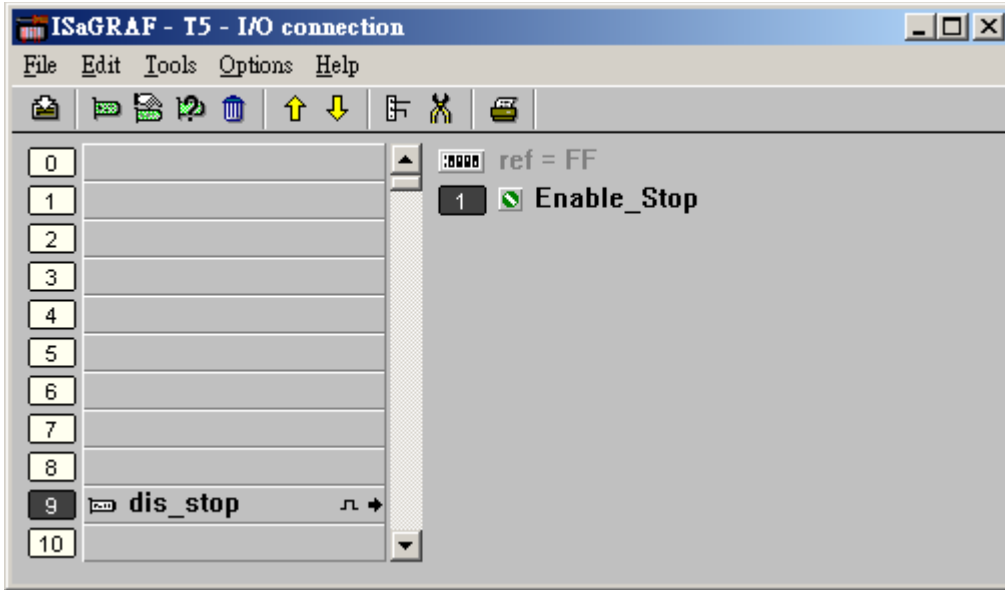 ISaGRAF - T5 - I/O connection
File Edit Tools Options Help
0
1
2
3
4
5
6
7
8
9 dis_stop
10
ref = FF
1 Enable_Stop